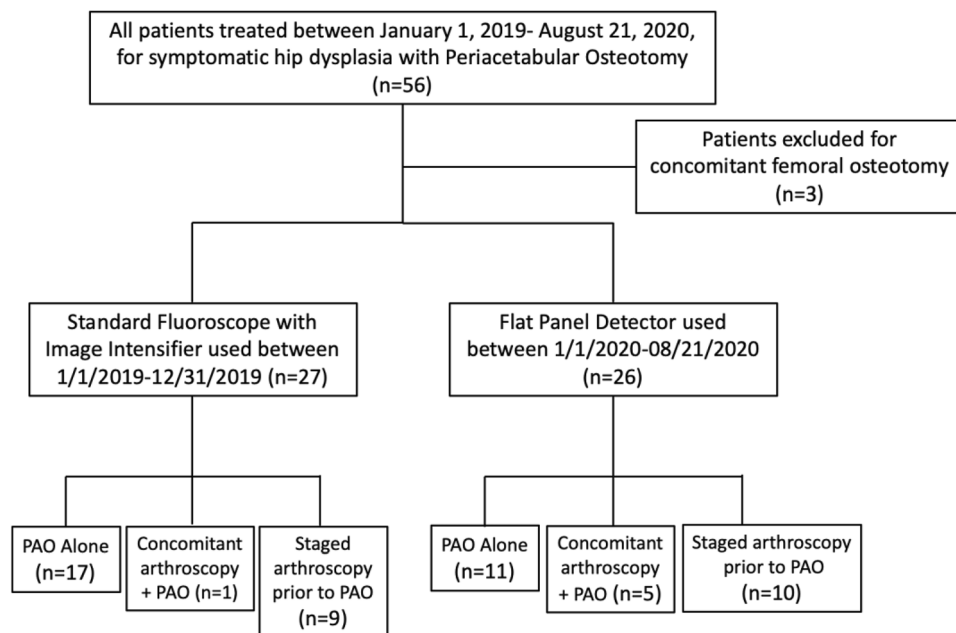 All patients treated between January 1, 2019- August 21, 2020,
for symptomatic hip dysplasia with Periacetabular Osteotomy
(n=56)
Patients excluded for
concomitant femoral osteotomy
(n=3)
Standard Fluoroscope with
Image Intensifier used between
1/1/2019-12/31/2019 (n=27)
Flat Panel Detector used
between 1/1/2020-08/21/2020
(n=26)
PAO Alone
(n=17)
Concomitant
arthroscopy
+ PAO (n=1)
Staged
arthroscopy
prior to PAO
(n=9)
PAO Alone
(n=11)
Concomitant
arthroscopy
+ PAO (n=5)
Staged arthroscopy
prior to PAO
(n=10)